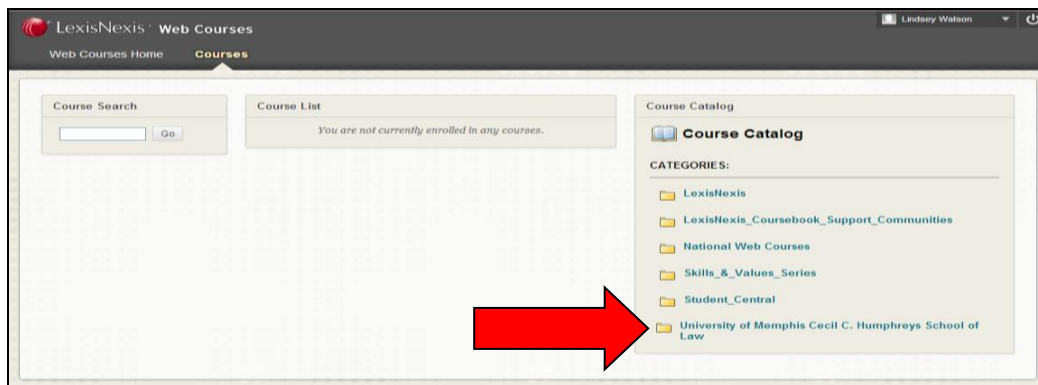 LexisNexis® Web Courses
Lindsey Watson
Web Courses Home
Courses
Course Search
Go
Course List
You are not currently enrolled in any courses.
Course Catalog
Course Catalog
CATEGORIES:
LexisNexis
LexisNexis_Coursebook_Support_Communities
National Web Courses
Skills_&_Values_Series
Student_Central
University of Memphis Cecil C. Humphreys School of
Law